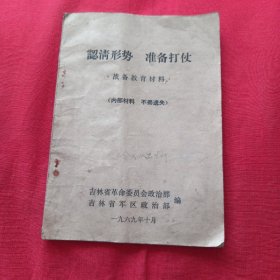 認清形势 准备打仗
·战备教育材料·
(内部材料 不要遗失)
吉林省革命委员会政治部
吉林省军区政治部 编
一九六九年十月